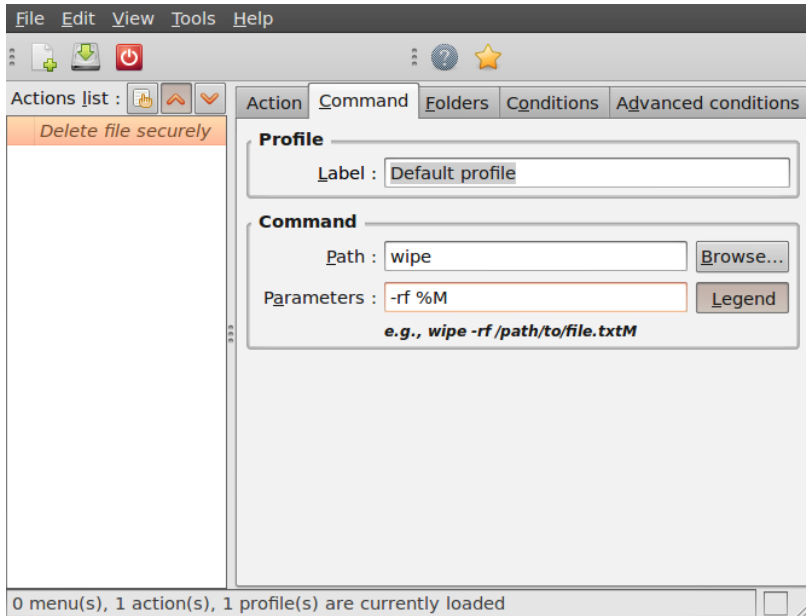 File Edit View Tools Help
Actions list :
Action Command Folders Conditions Advanced conditions
Delete file securely
Profile
Label : Default profile
Command
Path : wipe Browse...
Parameters : -rf %M Legend
e.g., wipe -rf /path/to/file.txtM
0 menu(s), 1 action(s), 1 profile(s) are currently loaded